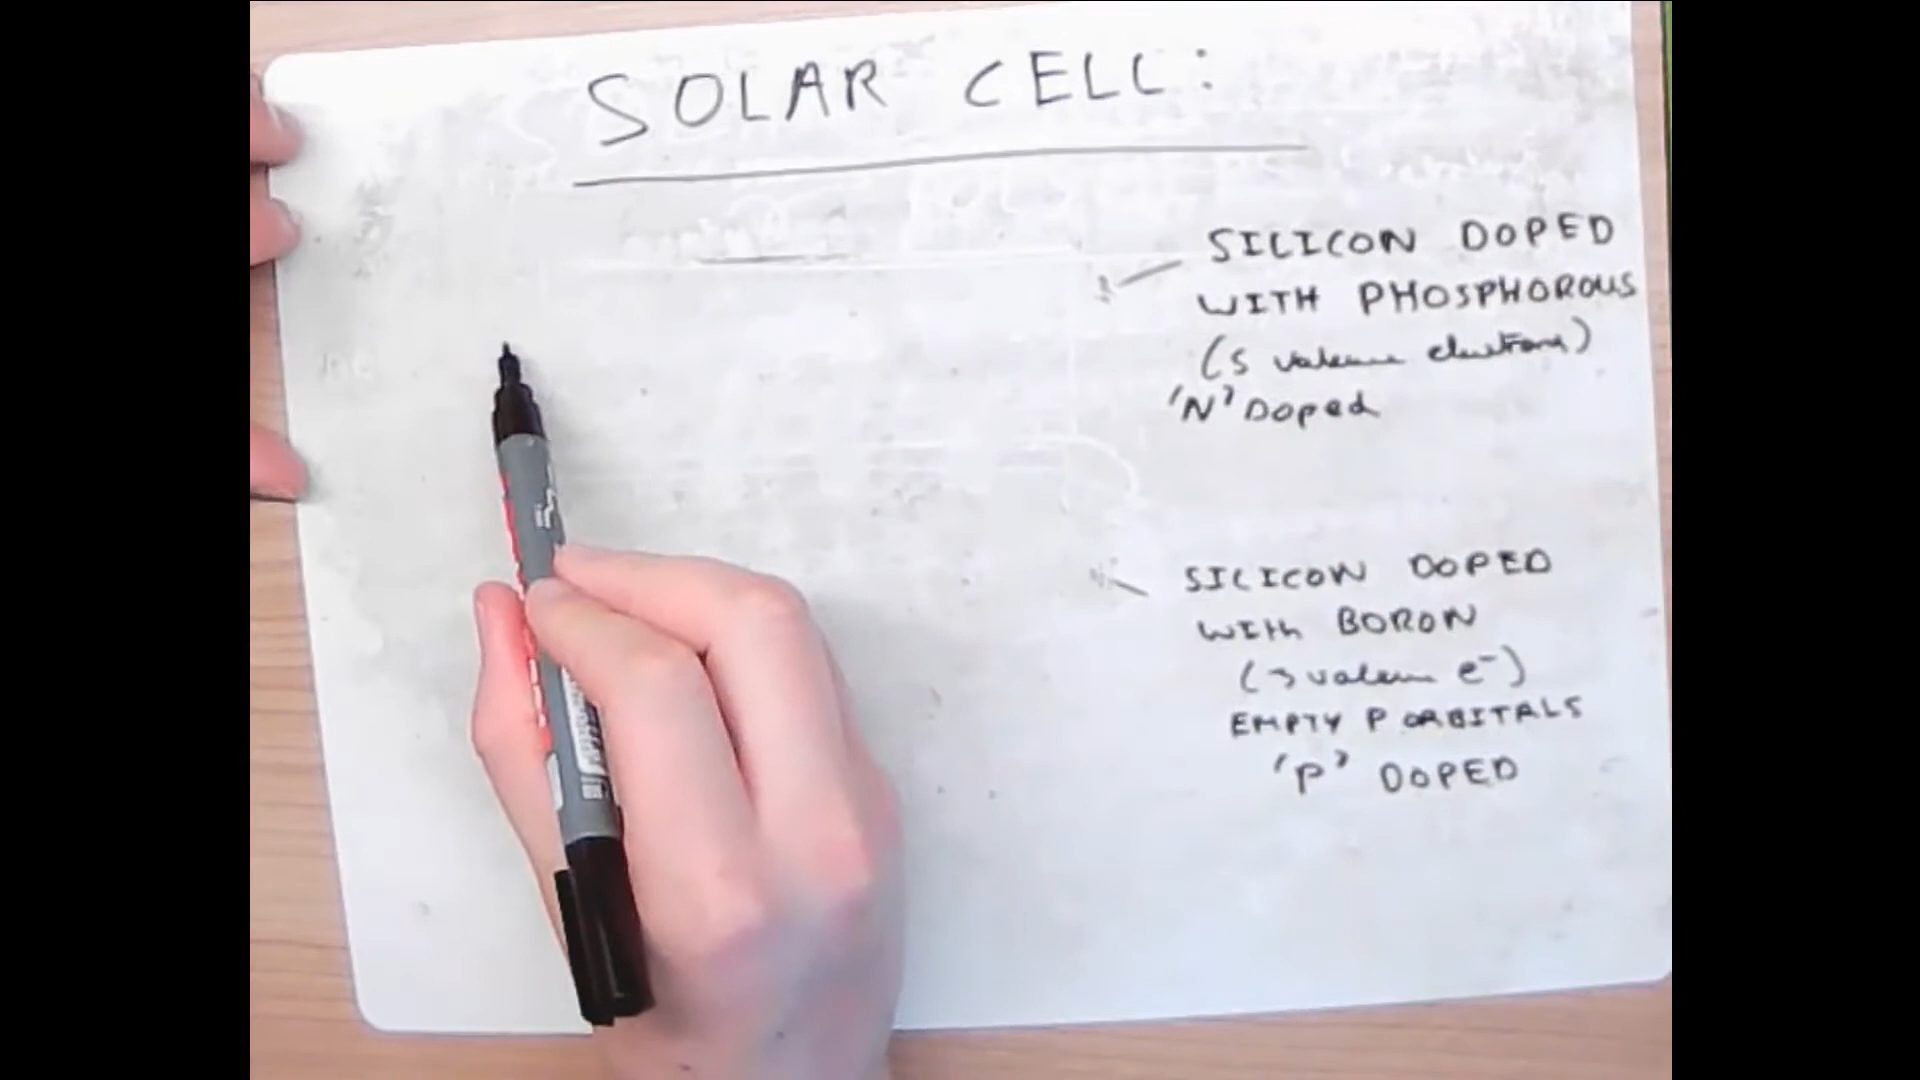 SOLAR CELL:
SILICON DOPED
WITH PHOSPHOROUS
(5 valence electrons)
'N' Doped
SILICON DOPED
WITh BORON
(3 valence e⁻)
EMPTY P ORBITALS
'P' DOPED